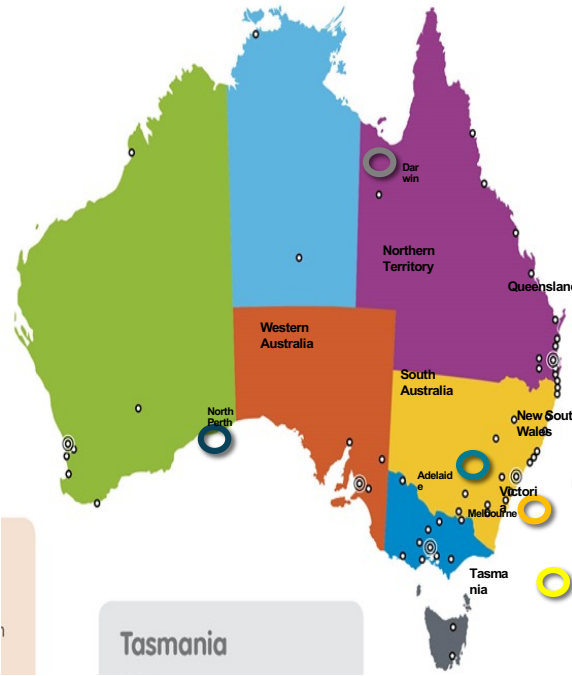 Dar
win
Northern
Territory
Queensland
Western
Australia
South
Australia
North
Perth
New Sout
Wales
Adelaid
e
Victori
a
Melbourne
Tasma
nia
n
Tasmania